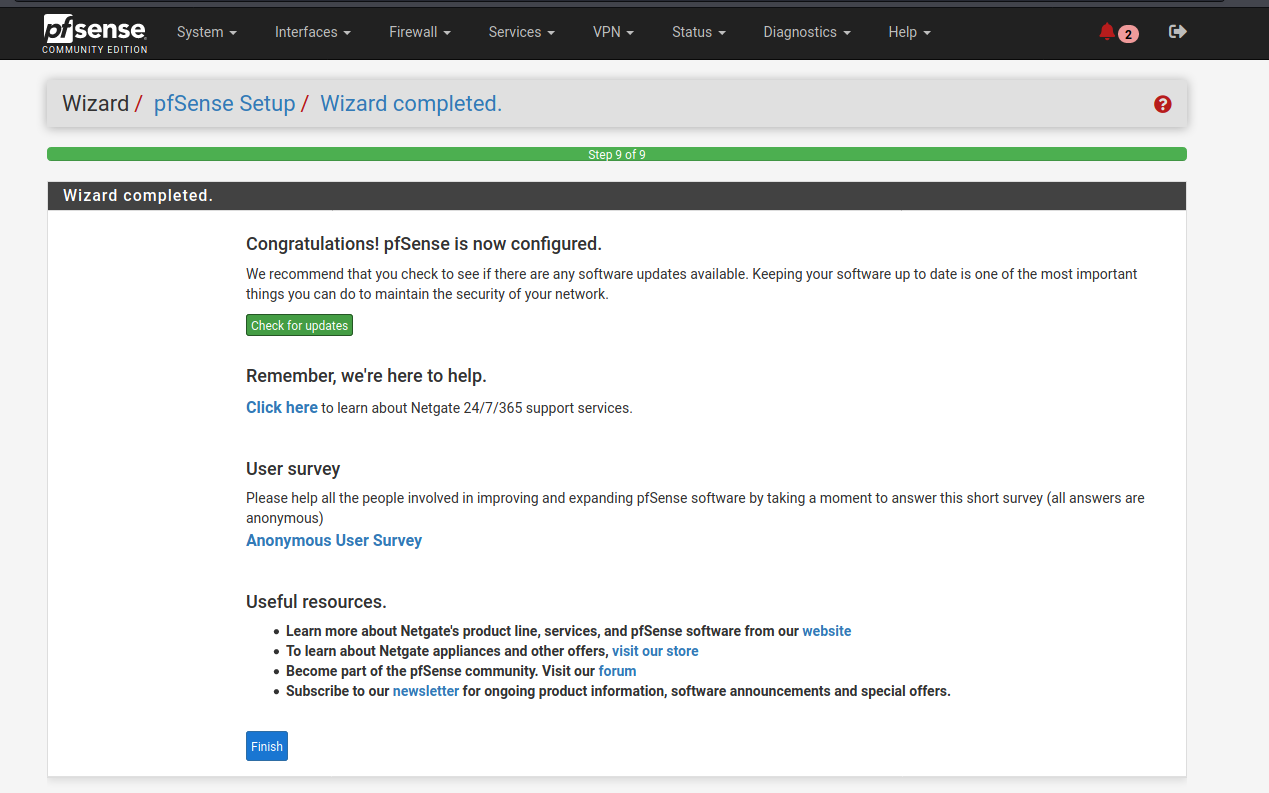 pfsense
COMMUNITY EDITION
System
Interfaces
Firewall
Services
VPN
Status
Diagnostics
Help
2
Wizard / pfSense Setup / Wizard completed.
?
Step 9 of 9
Wizard completed.
Congratulations! pfSense is now configured.
We recommend that you check to see if there are any software updates available. Keeping your software up to date is one of the most important
things you can do to maintain the security of your network.
Check for updates
Remember, we're here to help.
Click here to learn about Netgate 24/7/365 support services.
User survey
Please help all the people involved in improving and expanding pfSense software by taking a moment to answer this short survey (all answers are
anonymous)
Anonymous User Survey
Useful resources.
• Learn more about Netgate's product line, services, and pfSense software from our website
• To learn about Netgate appliances and other offers, visit our store
• Become part of the pfSense community. Visit our forum
• Subscribe to our newsletter for ongoing product information, software announcements and special offers.
Finish